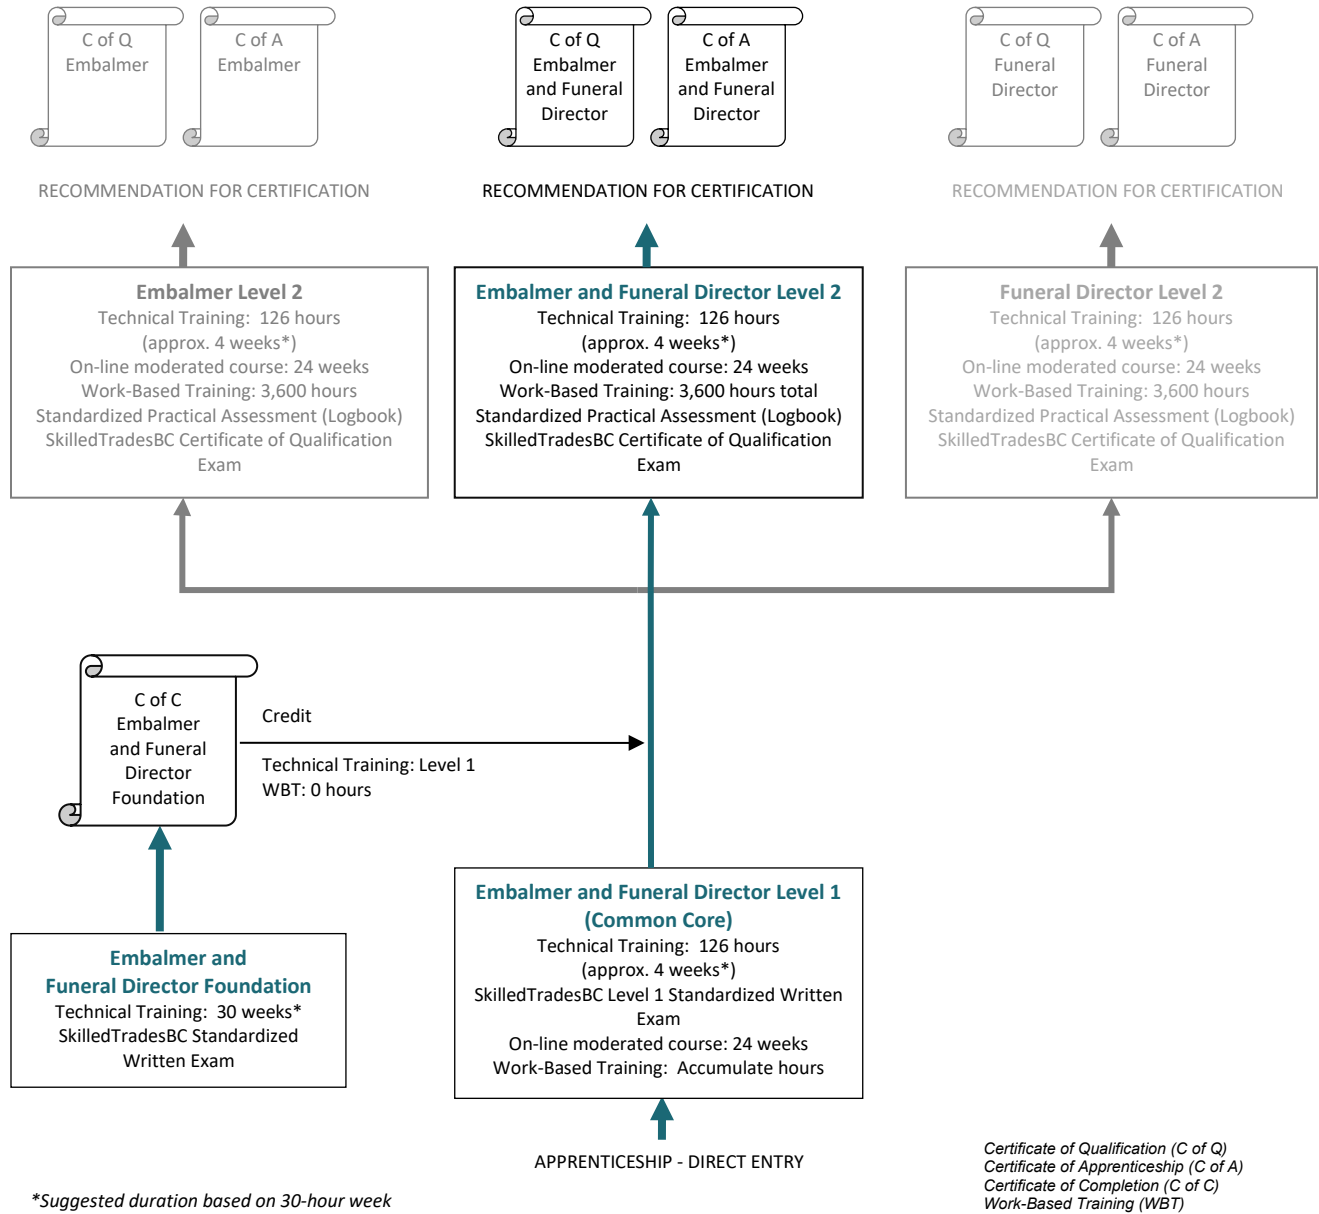 C of Q
Embalmer
C of A
Embalmer
C of Q
Embalmer
and Funeral
Director
C of A
Embalmer
and Funeral
Director
C of Q
Funeral
Director
C of A
Funeral
Director
RECOMMENDATION FOR CERTIFICATION
RECOMMENDATION FOR CERTIFICATION
RECOMMENDATION FOR CERTIFICATION
Embalmer Level 2
Technical Training: 126 hours
(approx. 4 weeks*)
On-line moderated course: 24 weeks
Work-Based Training: 3,600 hours
Standardized Practical Assessment (Logbook)
SkilledTradesBC Certificate of Qualification
Exam
Embalmer and Funeral Director Level 2
Technical Training: 126 hours
(approx. 4 weeks*)
On-line moderated course: 24 weeks
Work-Based Training: 3,600 hours total
Standardized Practical Assessment (Logbook)
SkilledTradesBC Certificate of Qualification
Exam
Funeral Director Level 2
Technical Training: 126 hours
(approx. 4 weeks*)
On-line moderated course: 24 weeks
Work-Based Training: 3,600 hours
Standardized Practical Assessment (Logbook)
SkilledTradesBC Certificate of Qualification
Exam
C of C
Embalmer
and Funeral
Director
Foundation
Credit
Technical Training: Level 1
WBT: 0 hours
Embalmer and
Funeral Director Foundation
Technical Training: 30 weeks*
SkilledTradesBC Standardized
Written Exam
Embalmer and Funeral Director Level 1
(Common Core)
Technical Training: 126 hours
(approx. 4 weeks*)
SkilledTradesBC Level 1 Standardized Written
Exam
On-line moderated course: 24 weeks
Work-Based Training: Accumulate hours
APPRENTICESHIP - DIRECT ENTRY
*Suggested duration based on 30-hour week
Certificate of Qualification (C of Q)
Certificate of Apprenticeship (C of A)
Certificate of Completion (C of C)
Work-Based Training (WBT)